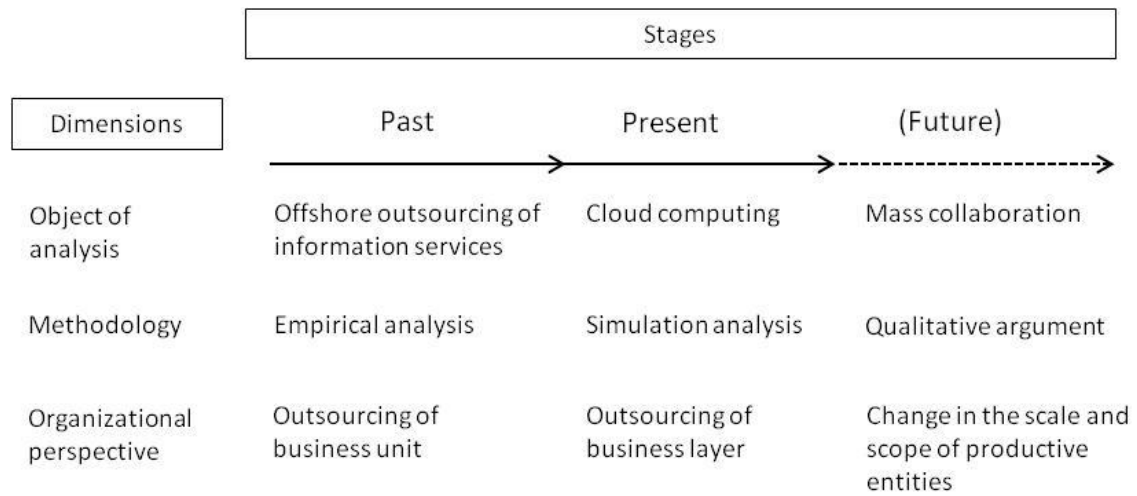 Stages
Dimensions
Past
Present
(Future)
Object of
analysis
Offshore outsourcing of
information services
Cloud computing
Mass collaboration
Methodology
Empirical analysis
Simulation analysis
Qualitative argument
Organizational
perspective
Outsourcing of
business unit
Outsourcing of
business layer
Change in the scale and
scope of productive
entities